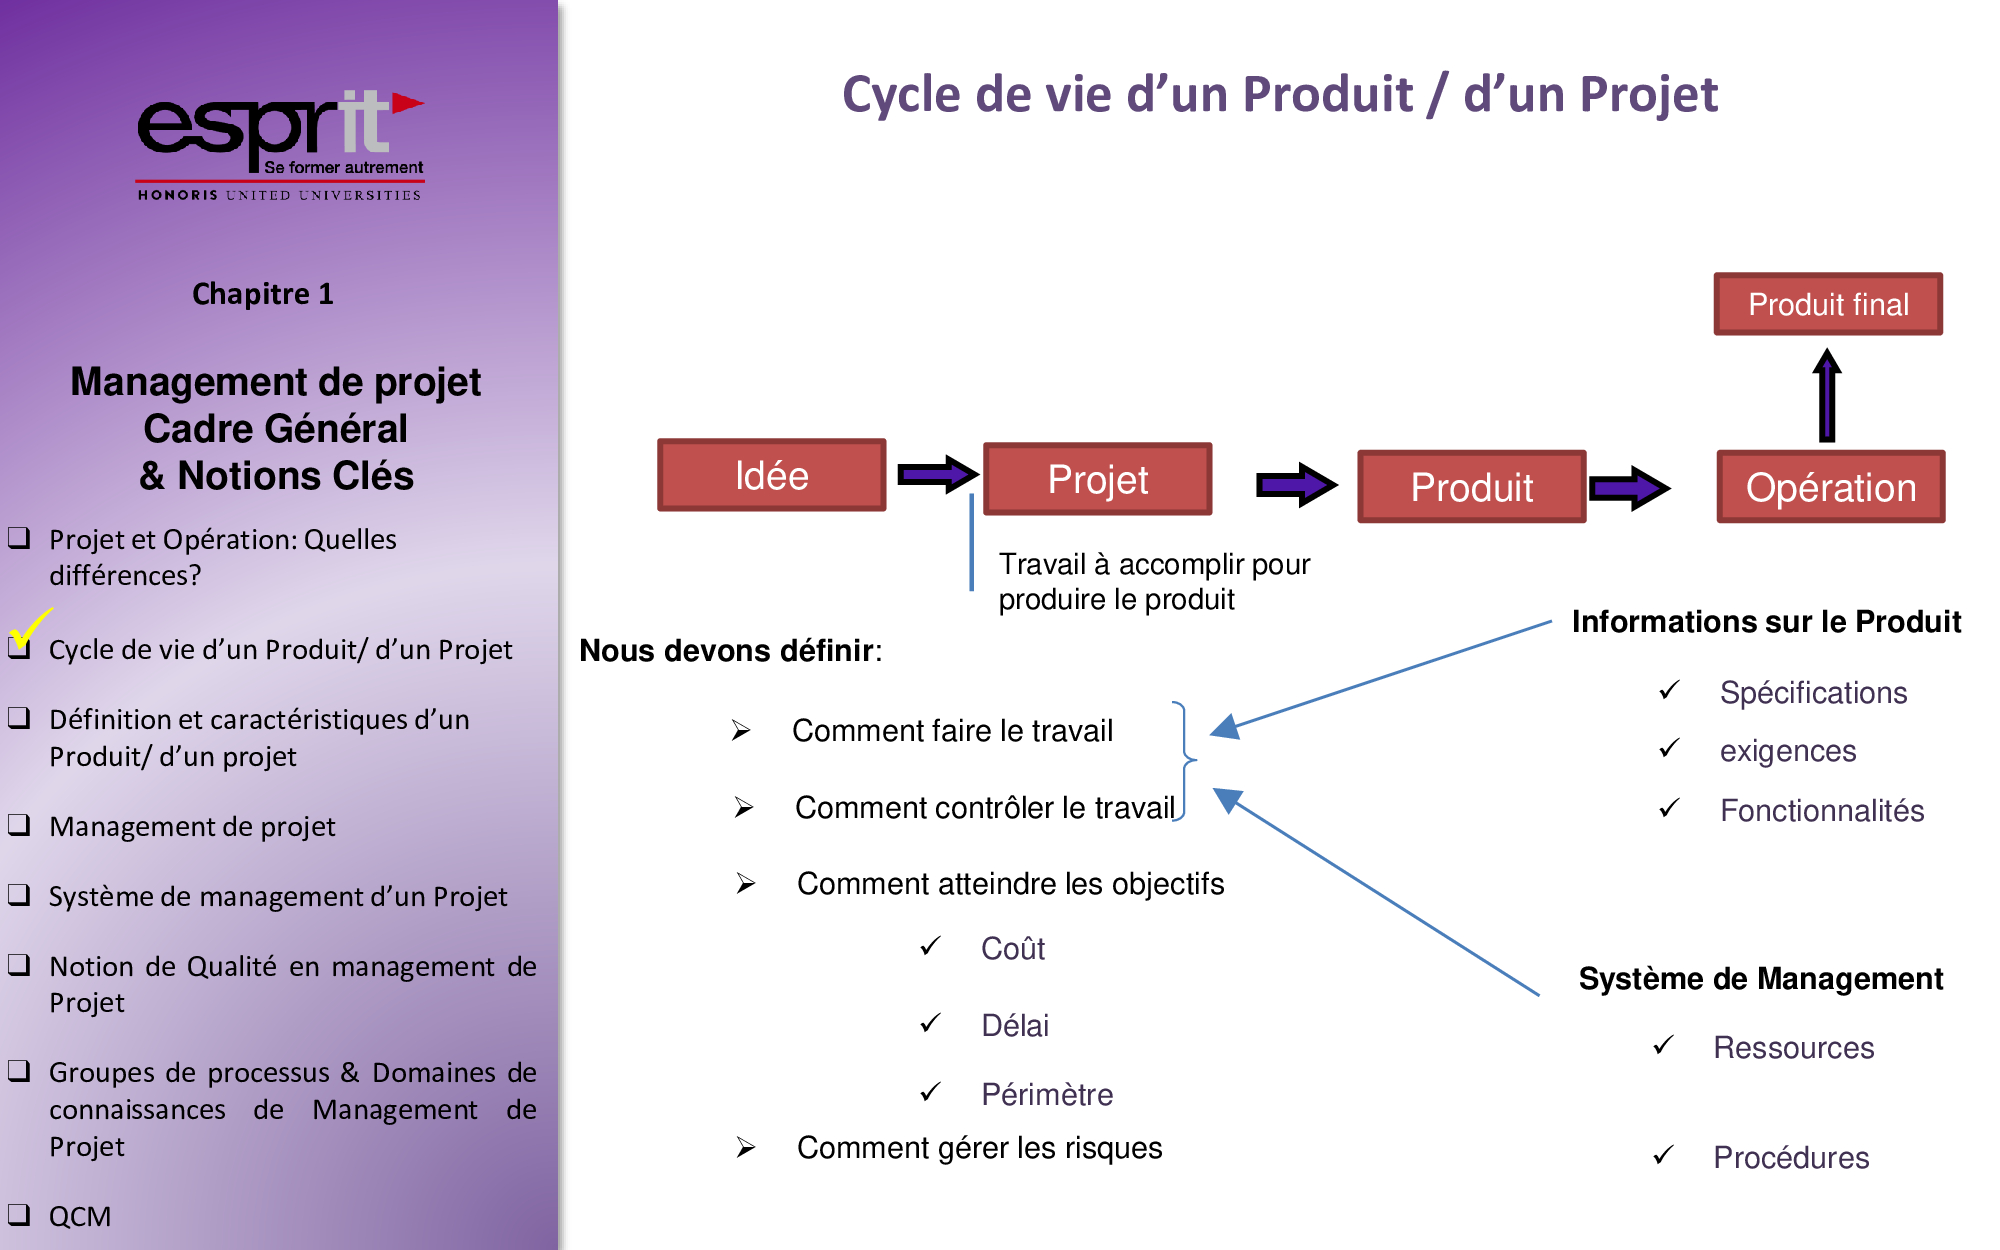 esprit
Se former autrement
HONORIS UNITED UNIVERSITIES
Chapitre 1
Management de projet
Cadre Général
& Notions Clés
Projet et Opération: Quelles
différences?
Cycle de vie d’un Produit/ d’un Projet
Définition et caractéristiques d’un
Produit/ d’un projet
Management de projet
Système de management d’un Projet
Notion de Qualité en management de
Projet
Groupes de processus & Domaines de
connaissances de Management de
Projet
QCM
Cycle de vie d’un Produit / d’un Projet
Produit final
Idée
Projet
Produit
Opération
Travail à accomplir pour
produire le produit
Nous devons définir:
Comment faire le travail
Comment contrôler le travail
Comment atteindre les objectifs
Coût
Délai
Périmètre
Comment gérer les risques
Informations sur le Produit
Spécifications
exigences
Fonctionnalités
Système de Management
Ressources
Procédures